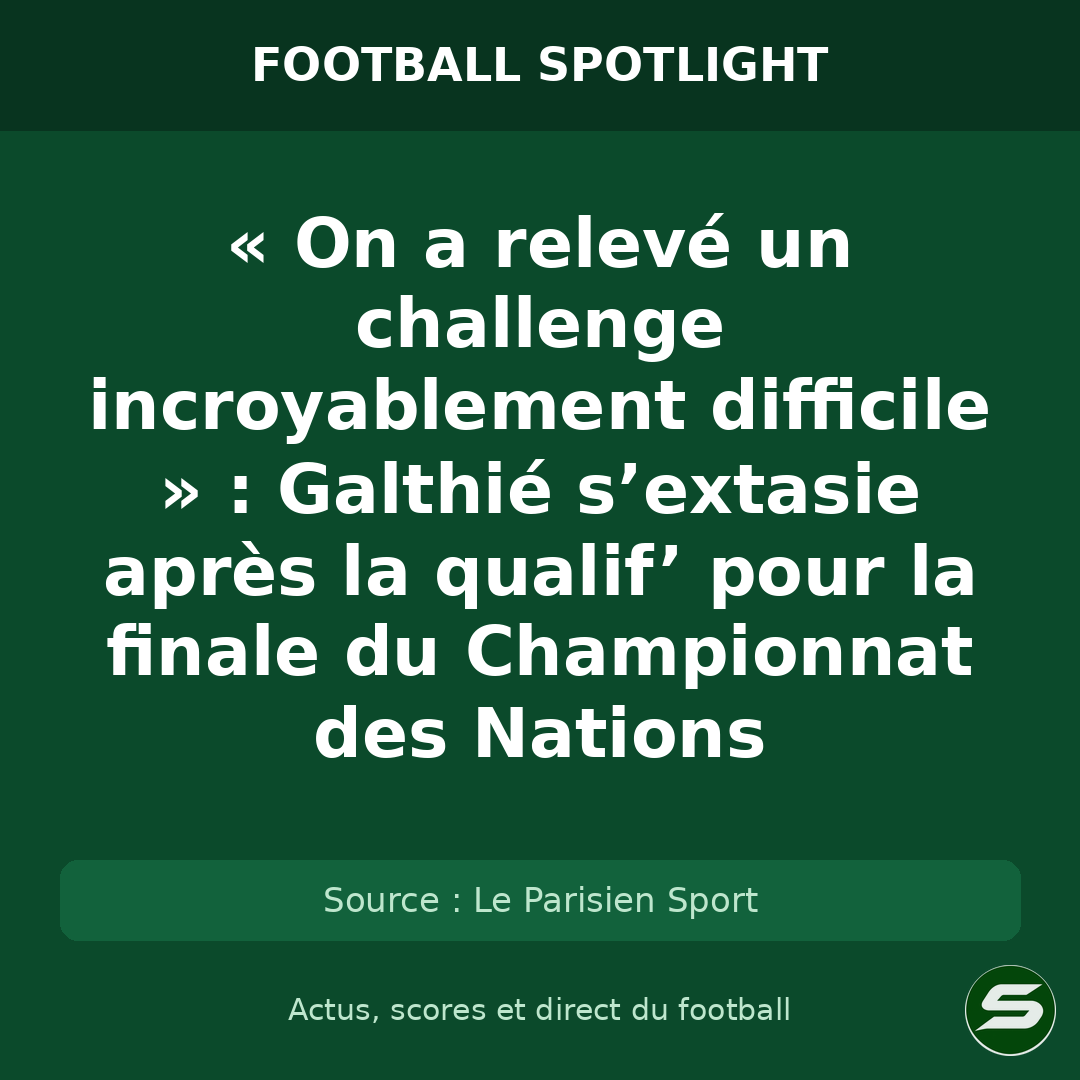 FOOTBALL SPOTLIGHT
« On a relevé un
challenge
incroyablement difficile
» : Galthié s’extasie
après la qualif’ pour la
finale du Championnat
des Nations
Source : Le Parisien Sport
Actus, scores et direct du football
S